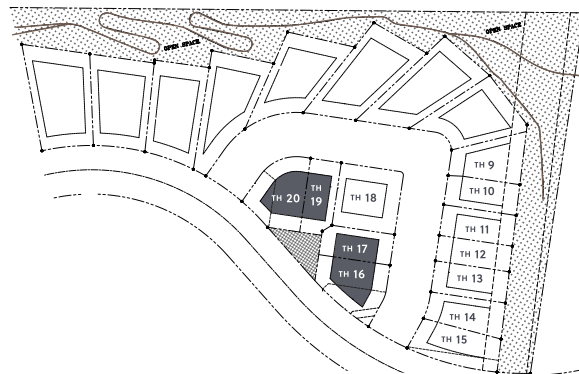 OPEN SPACE
OPEN SPACE
TH 9
TH 10
TH
19
TH 20
TH 18
TH 11
TH 12
TH 13
TH 17
TH 16
TH 14
TH 15